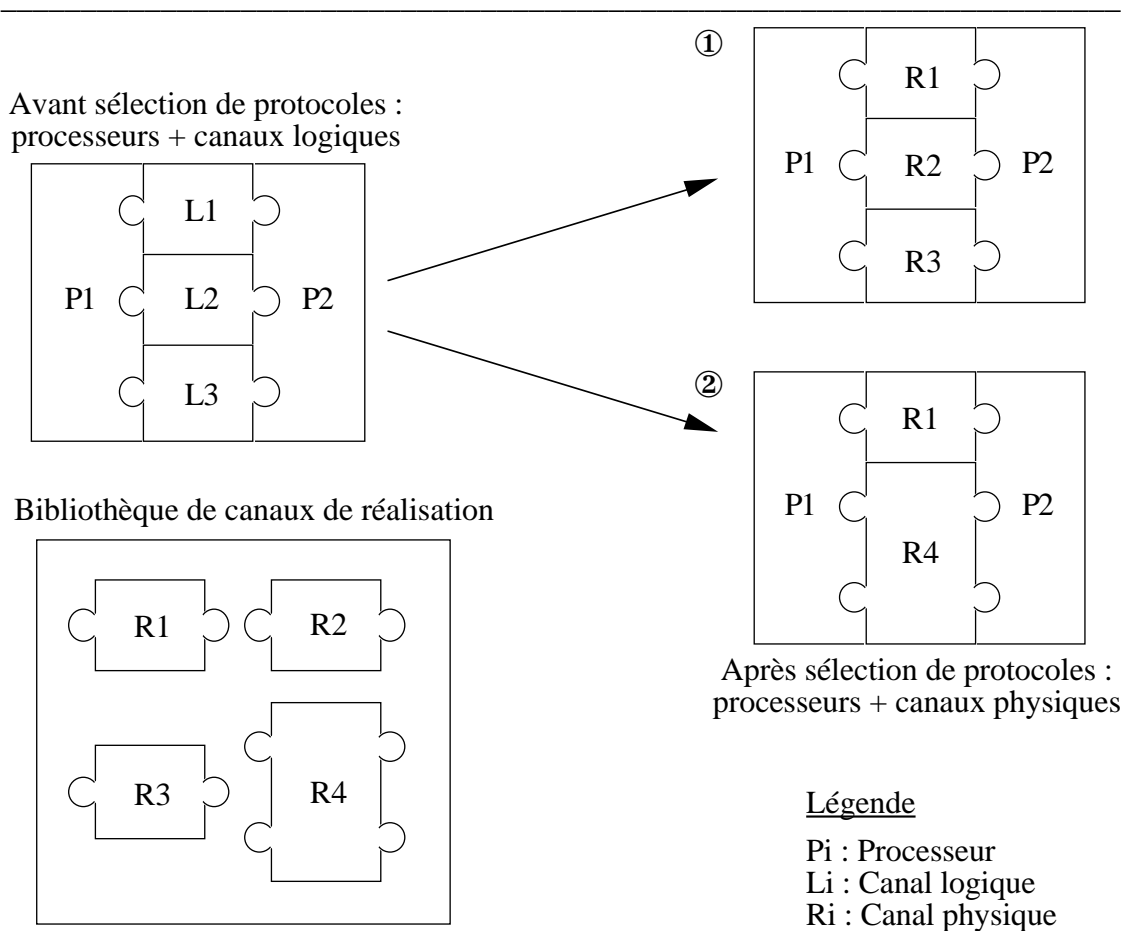 Avant sélection de protocoles :
processeurs + canaux logiques
L1
P1 L2 P2
L3
①
R1
P1 R2 P2
R3
②
R1
P1 P2
R4
Après sélection de protocoles :
processeurs + canaux physiques
Bibliothèque de canaux de réalisation
R1 R2
R3 R4
Légende
Pi : Processeur
Li : Canal logique
Ri : Canal physique